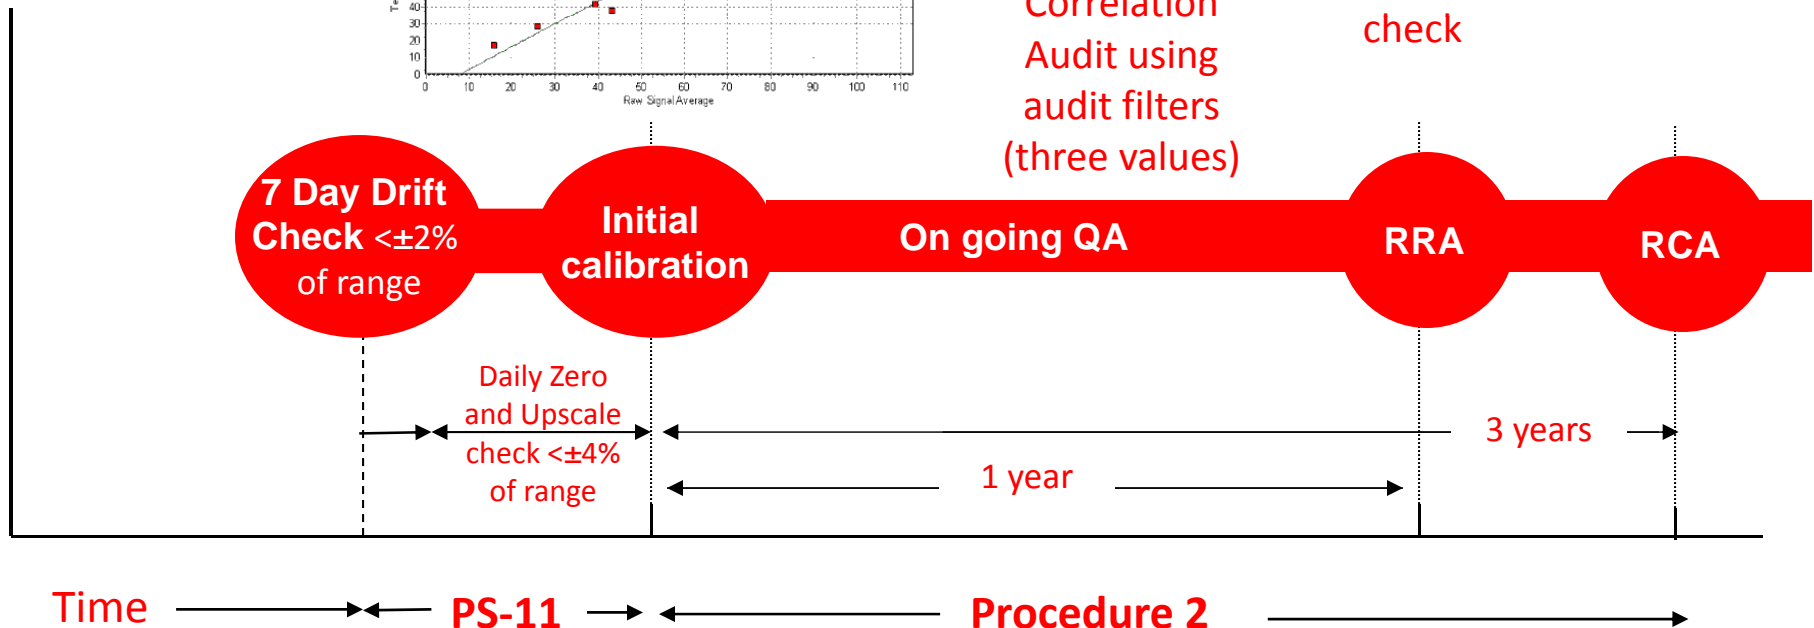 Te
40
30
20
10
0
0 10 20 30 40 50 60 70 80 90 100 110
Raw Signal Average
Correlation
Audit using
audit filters
(three values)
check
7 Day Drift
Check <±2%
of range
Initial
calibration
On going QA
RRA
RCA
Daily Zero
and Upscale
check <±4%
of range
3 years
1 year
Time
PS-11
Procedure 2